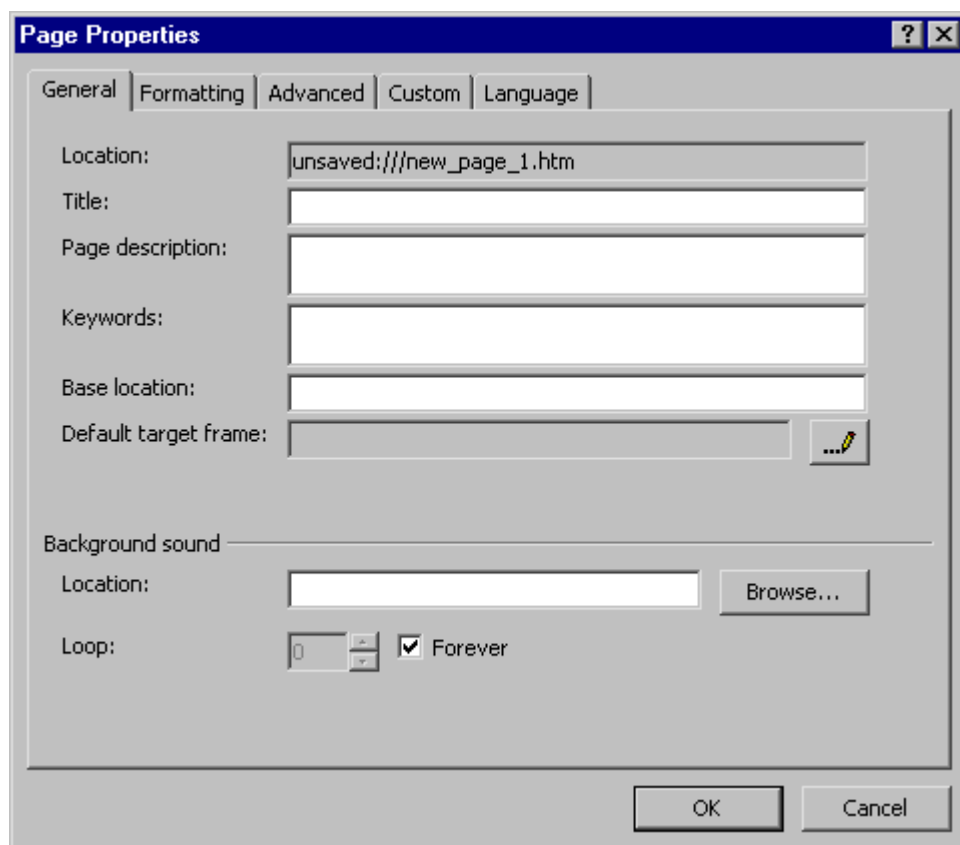 Page Properties
General Formatting Advanced Custom Language
Location: unsaved:///new_page_1.htm
Title:
Page description:
Keywords:
Base location:
Default target frame: ...
Background sound
Location: Browse...
Loop: 0 Forever
OK Cancel